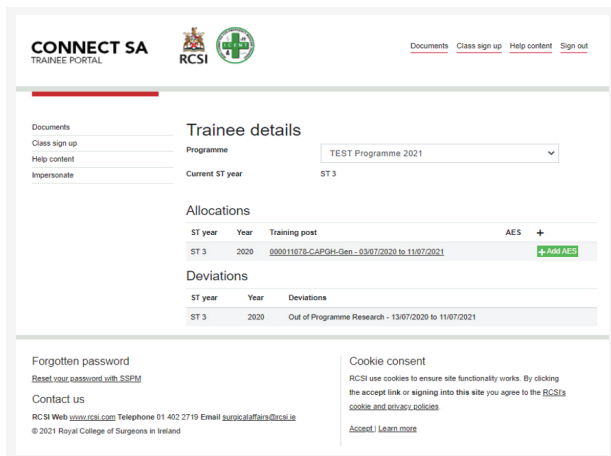 CONNECT SA
TRAINEE PORTAL
RCSI
Documents Class sign up Help content Sign out
Documents
Class sign up
Help content
Impersonate
Trainee details
Programme TEST Programme 2021
Current ST year ST 3
Allocations
ST year Year Training post AES +
ST 3 2020 000011078-CAPGH-Gen - 03/07/2020 to 11/07/2021 + Add AES
Deviations
ST year Year Deviations
ST 3 2020 Out of Programme Research - 13/07/2020 to 11/07/2021
Forgotten password
Reset your password with SSPM
Contact us
RCSI Web www.rcsi.com Telephone 01 402 2719 Email surgicalaffairs@rcsi.ie
© 2021 Royal College of Surgeons in Ireland
Cookie consent
RCSI use cookies to ensure site functionality works. By clicking
the accept link or signing into this site you agree to the RCSI's
cookie and privacy policies.
Accept | Learn more